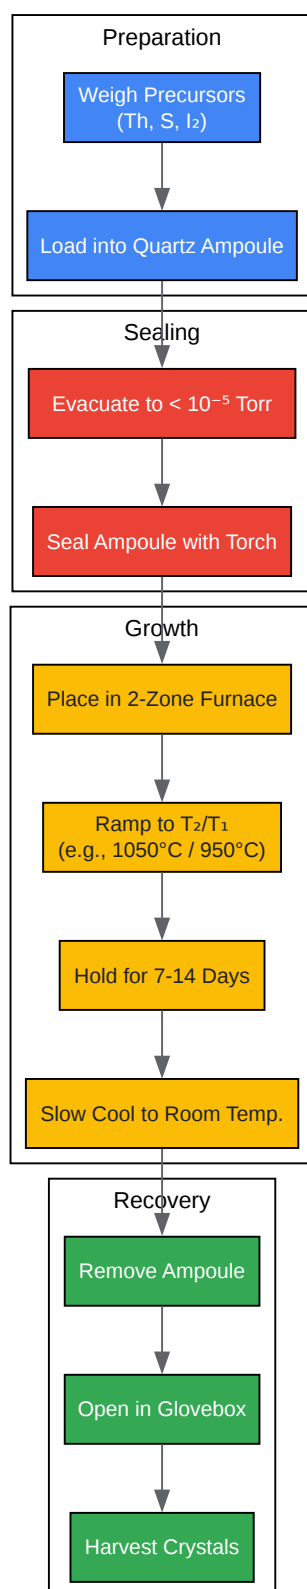 Preparation
Weigh Precursors
(Th, S, I₂)
Load into Quartz Ampoule
Sealing
Evacuate to < 10⁻⁵ Torr
Seal Ampoule with Torch
Growth
Place in 2-Zone Furnace
Ramp to T₂/T₁
(e.g., 1050°C / 950°C)
Hold for 7-14 Days
Slow Cool to Room Temp.
Recovery
Remove Ampoule
Open in Glovebox
Harvest Crystals